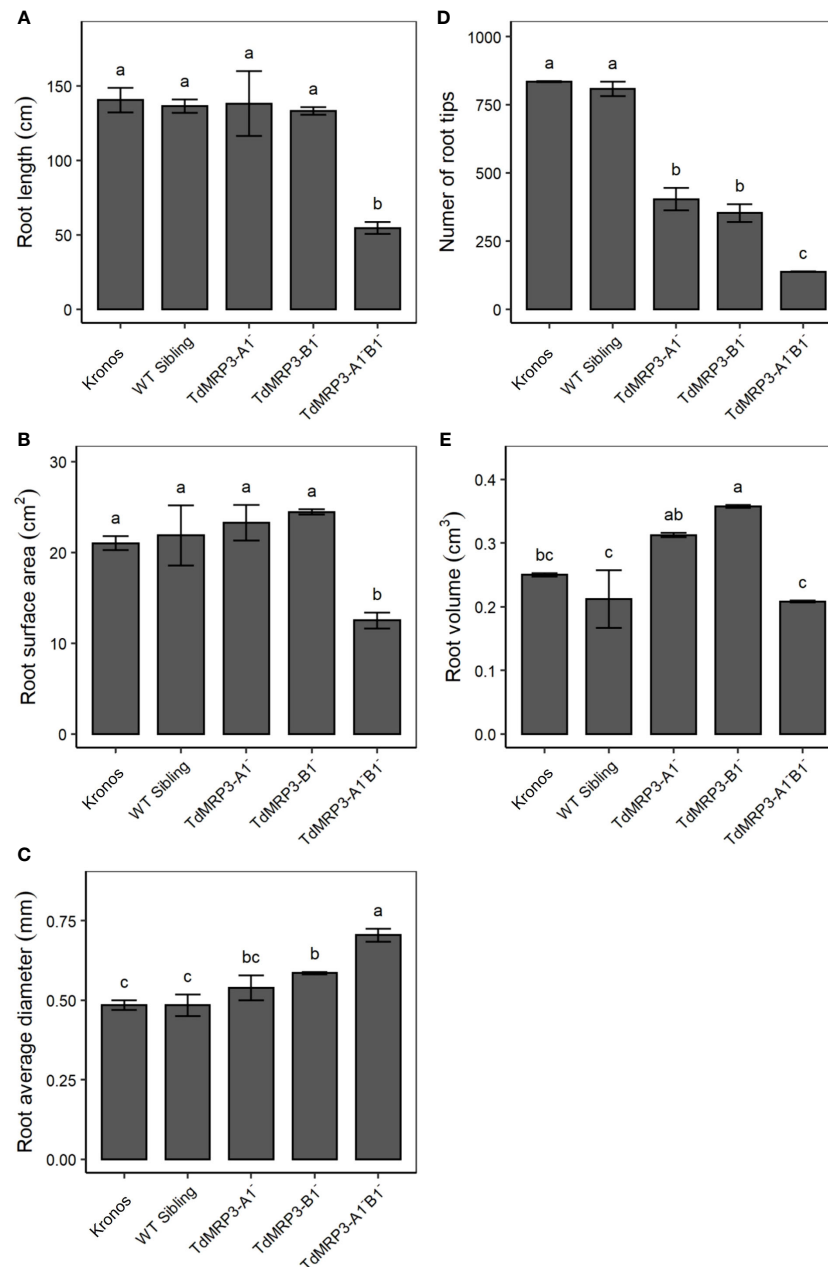 A
Root length (cm)
150
100
50
0
a
a
a
a
b
Kronos
WT Sibling
TdMRP3-A1⁻
TdMRP3-B1⁻
TdMRP3-A1⁻B1⁻
D
Numer of root tips
1000
750
500
250
0
a
a
b
b
c
Kronos
WT Sibling
TdMRP3-A1⁻
TdMRP3-B1⁻
TdMRP3-A1⁻B1⁻
B
Root surface area (cm²)
30
20
10
0
a
a
a
a
b
Kronos
WT Sibling
TdMRP3-A1⁻
TdMRP3-B1⁻
TdMRP3-A1⁻B1⁻
E
Root volume (cm³)
0.4
0.3
0.2
0.1
0.0
bc
c
ab
a
c
Kronos
WT Sibling
TdMRP3-A1⁻
TdMRP3-B1⁻
TdMRP3-A1⁻B1⁻
C
Root average diameter (mm)
0.75
0.50
0.25
0.00
c
c
bc
b
a
Kronos
WT Sibling
TdMRP3-A1⁻
TdMRP3-B1⁻
TdMRP3-A1⁻B1⁻